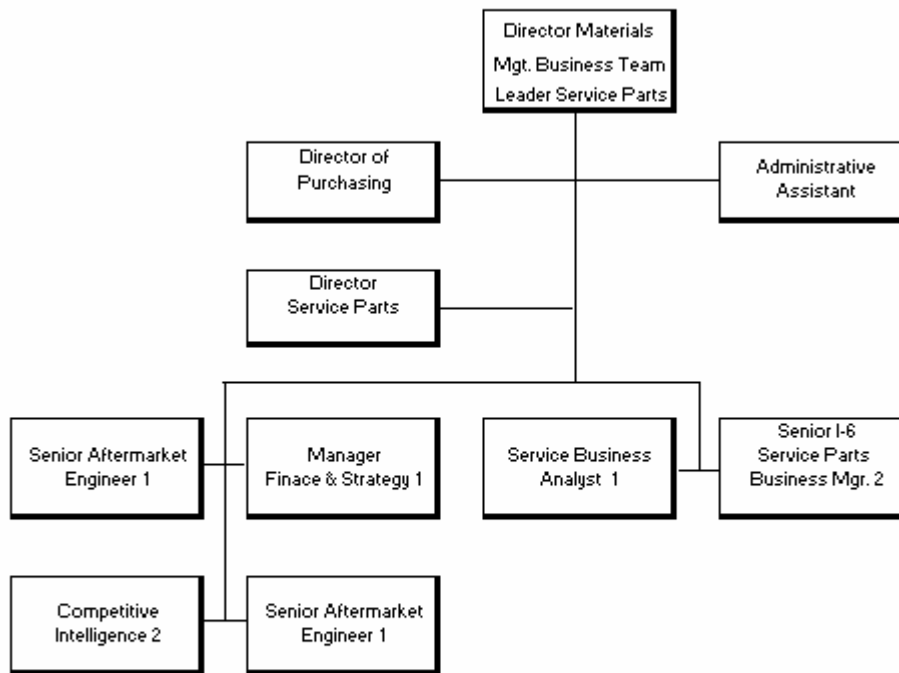 Director Materials
Mgt. Business Team
Leader Service Parts
Director of
Purchasing
Administrative
Assistant
Director
Service Parts
Senior Aftermarket
Engineer 1
Manager
Finace & Strategy 1
Service Business
Analyst 1
Senior I-6
Service Parts
Business Mgr. 2
Competitive
Intelligence 2
Senior Aftermarket
Engineer 1